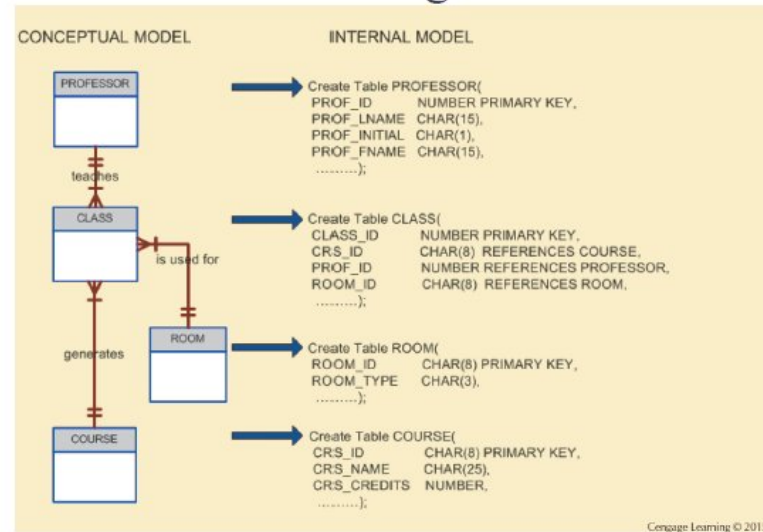 CONCEPTUAL MODEL
INTERNAL MODEL
PROFESSOR
teaches
CLASS
is used for
ROOM
generates
COURSE
Create Table PROFESSOR(
PROF_ID NUMBER PRIMARY KEY,
PROF_LNAME CHAR(15),
PROF_INITIAL CHAR(1),
PROF_FNAME CHAR(15),
.........);
Create Table CLASS(
CLASS_ID NUMBER PRIMARY KEY,
CRS_ID CHAR(8) REFERENCES COURSE,
PROF_ID NUMBER REFERENCES PROFESSOR,
ROOM_ID CHAR(8) REFERENCES ROOM,
.........);
Create Table ROOM(
ROOM_ID CHAR(8) PRIMARY KEY,
ROOM_TYPE CHAR(3),
.........);
Create Table COURSE(
CRS_ID CHAR(8) PRIMARY KEY,
CRS_NAME CHAR(25),
CRS_CREDITS NUMBER,
.........);
Cengage Learning © 201